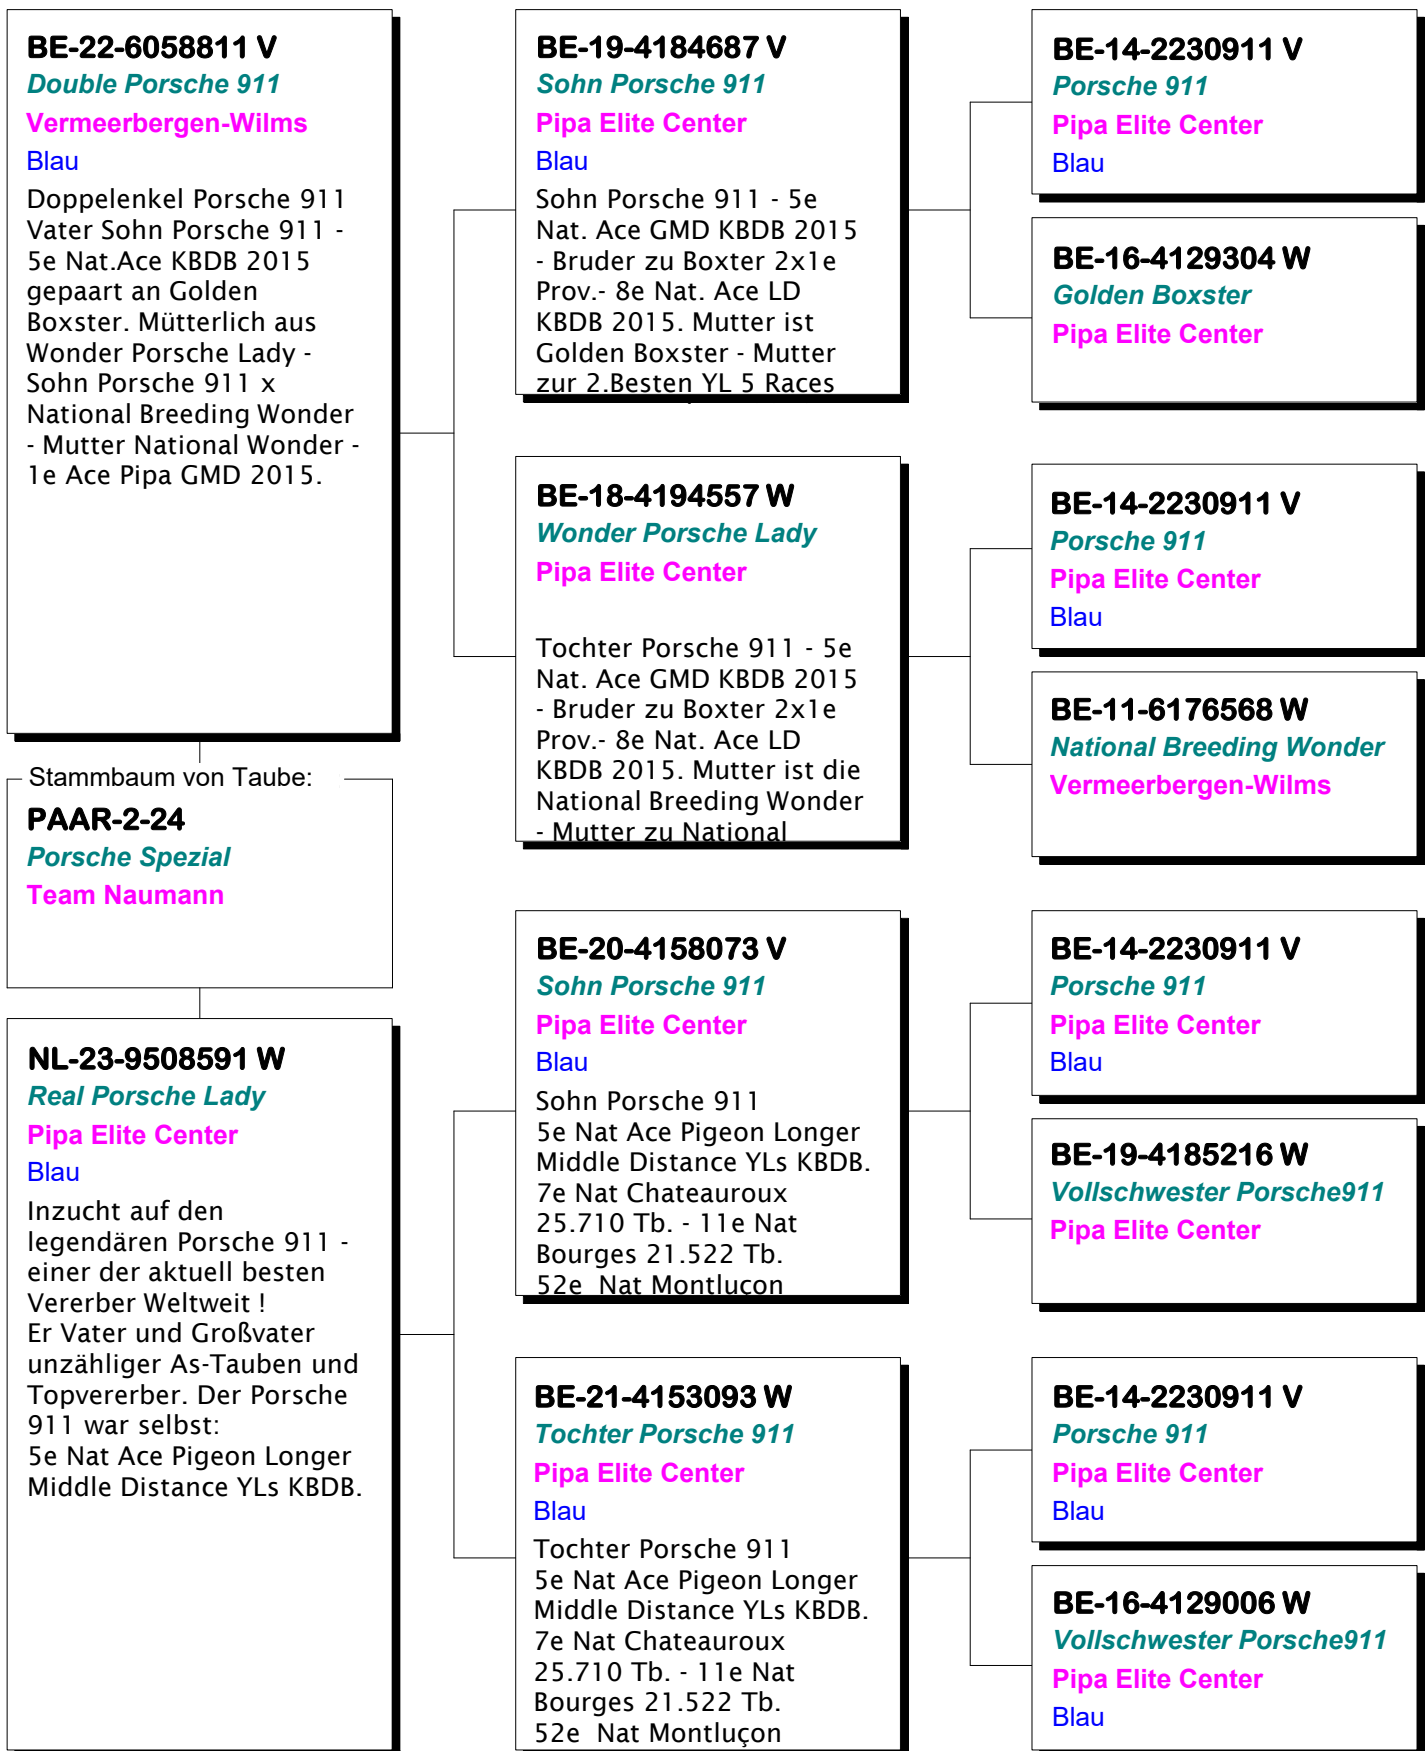 BE-22-6058811 V
Double Porsche 911
Vermeerbergen-Wilms
Blau
Doppelenkel Porsche 911
Vater Sohn Porsche 911 -
5e Nat.Ace KBDB 2015
gepaart an Golden
Boxster. Mütterlich aus
Wonder Porsche Lady -
Sohn Porsche 911 x
National Breeding Wonder
- Mutter National Wonder -
1e Ace Pipa GMD 2015.
Stammbaum von Taube:
PAAR-2-24
Porsche Spezial
Team Naumann
NL-23-9508591 W
Real Porsche Lady
Pipa Elite Center
Blau
Inzucht auf den
legendären Porsche 911 -
einer der aktuell besten
Vererber Weltweit !
Er Vater und Großvater
unzähliger As-Tauben und
Topvererber. Der Porsche
911 war selbst:
5e Nat Ace Pigeon Longer
Middle Distance YLs KBDB.
BE-19-4184687 V
Sohn Porsche 911
Pipa Elite Center
Blau
Sohn Porsche 911 - 5e
Nat. Ace GMD KBDB 2015
- Bruder zu Boxter 2x1e
Prov.- 8e Nat. Ace LD
KBDB 2015. Mutter ist
Golden Boxster - Mutter
zur 2.Besten YL 5 Races
BE-18-4194557 W
Wonder Porsche Lady
Pipa Elite Center
Tochter Porsche 911 - 5e
Nat. Ace GMD KBDB 2015
- Bruder zu Boxter 2x1e
Prov.- 8e Nat. Ace LD
KBDB 2015. Mutter ist die
National Breeding Wonder
- Mutter zu National
BE-20-4158073 V
Sohn Porsche 911
Pipa Elite Center
Blau
Sohn Porsche 911
5e Nat Ace Pigeon Longer
Middle Distance YLs KBDB.
7e Nat Chateauroux
25.710 Tb. - 11e Nat
Bourges 21.522 Tb.
52e  Nat Montluçon
BE-21-4153093 W
Tochter Porsche 911
Pipa Elite Center
Blau
Tochter Porsche 911
5e Nat Ace Pigeon Longer
Middle Distance YLs KBDB.
7e Nat Chateauroux
25.710 Tb. - 11e Nat
Bourges 21.522 Tb.
52e  Nat Montluçon
BE-14-2230911 V
Porsche 911
Pipa Elite Center
Blau
BE-16-4129304 W
Golden Boxster
Pipa Elite Center
BE-14-2230911 V
Porsche 911
Pipa Elite Center
Blau
BE-11-6176568 W
National Breeding Wonder
Vermeerbergen-Wilms
BE-14-2230911 V
Porsche 911
Pipa Elite Center
Blau
BE-19-4185216 W
Vollschwester Porsche911
Pipa Elite Center
BE-14-2230911 V
Porsche 911
Pipa Elite Center
Blau
BE-16-4129006 W
Vollschwester Porsche911
Pipa Elite Center
Blau